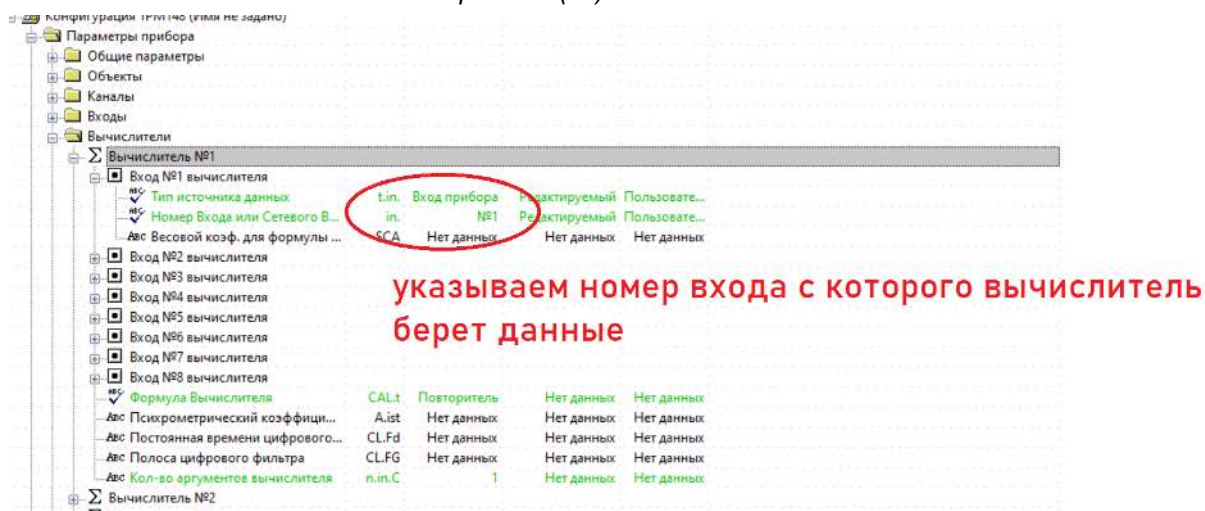 Конфигурация ТРМ148 (Имя не задано)
Параметры прибора
Общие параметры
Объекты
Каналы
Входы
Вычислители
Σ Вычислитель №1
Вход №1 вычислителя
Тип источника данных t.in. Вход прибора Редактируемый Пользовате...
Номер Входа или Сетевого В... in. №1 Редактируемый Пользовате...
Авс Весовой коэф. для формулы ... SCA Нет данных Нет данных Нет данных
Вход №2 вычислителя
Вход №3 вычислителя
Вход №4 вычислителя
Вход №5 вычислителя
Вход №6 вычислителя
Вход №7 вычислителя
Вход №8 вычислителя
указываем номер входа с которого вычислитель
берет данные
Формула Вычислителя CAL.t Повторитель Нет данных Нет данных
Авс Психрометрический коэффици... A.ist Нет данных Нет данных Нет данных
Авс Постоянная времени цифрового... CL.Fd Нет данных Нет данных Нет данных
Авс Полоса цифрового фильтра CL.FG Нет данных Нет данных Нет данных
Авс Кол-во аргументов вычислителя n.in.C 1 Нет данных Нет данных
Σ Вычислитель №2